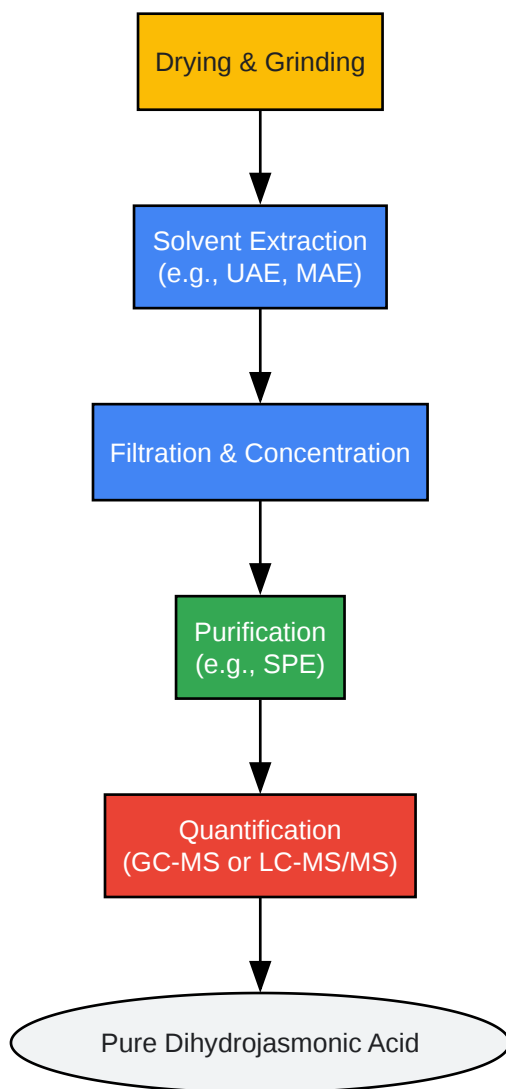 Drying & Grinding
Solvent Extraction
(e.g., UAE, MAE)
Filtration & Concentration
Purification
(e.g., SPE)
Quantification
(GC-MS or LC-MS/MS)
Pure Dihydrojasmonic Acid